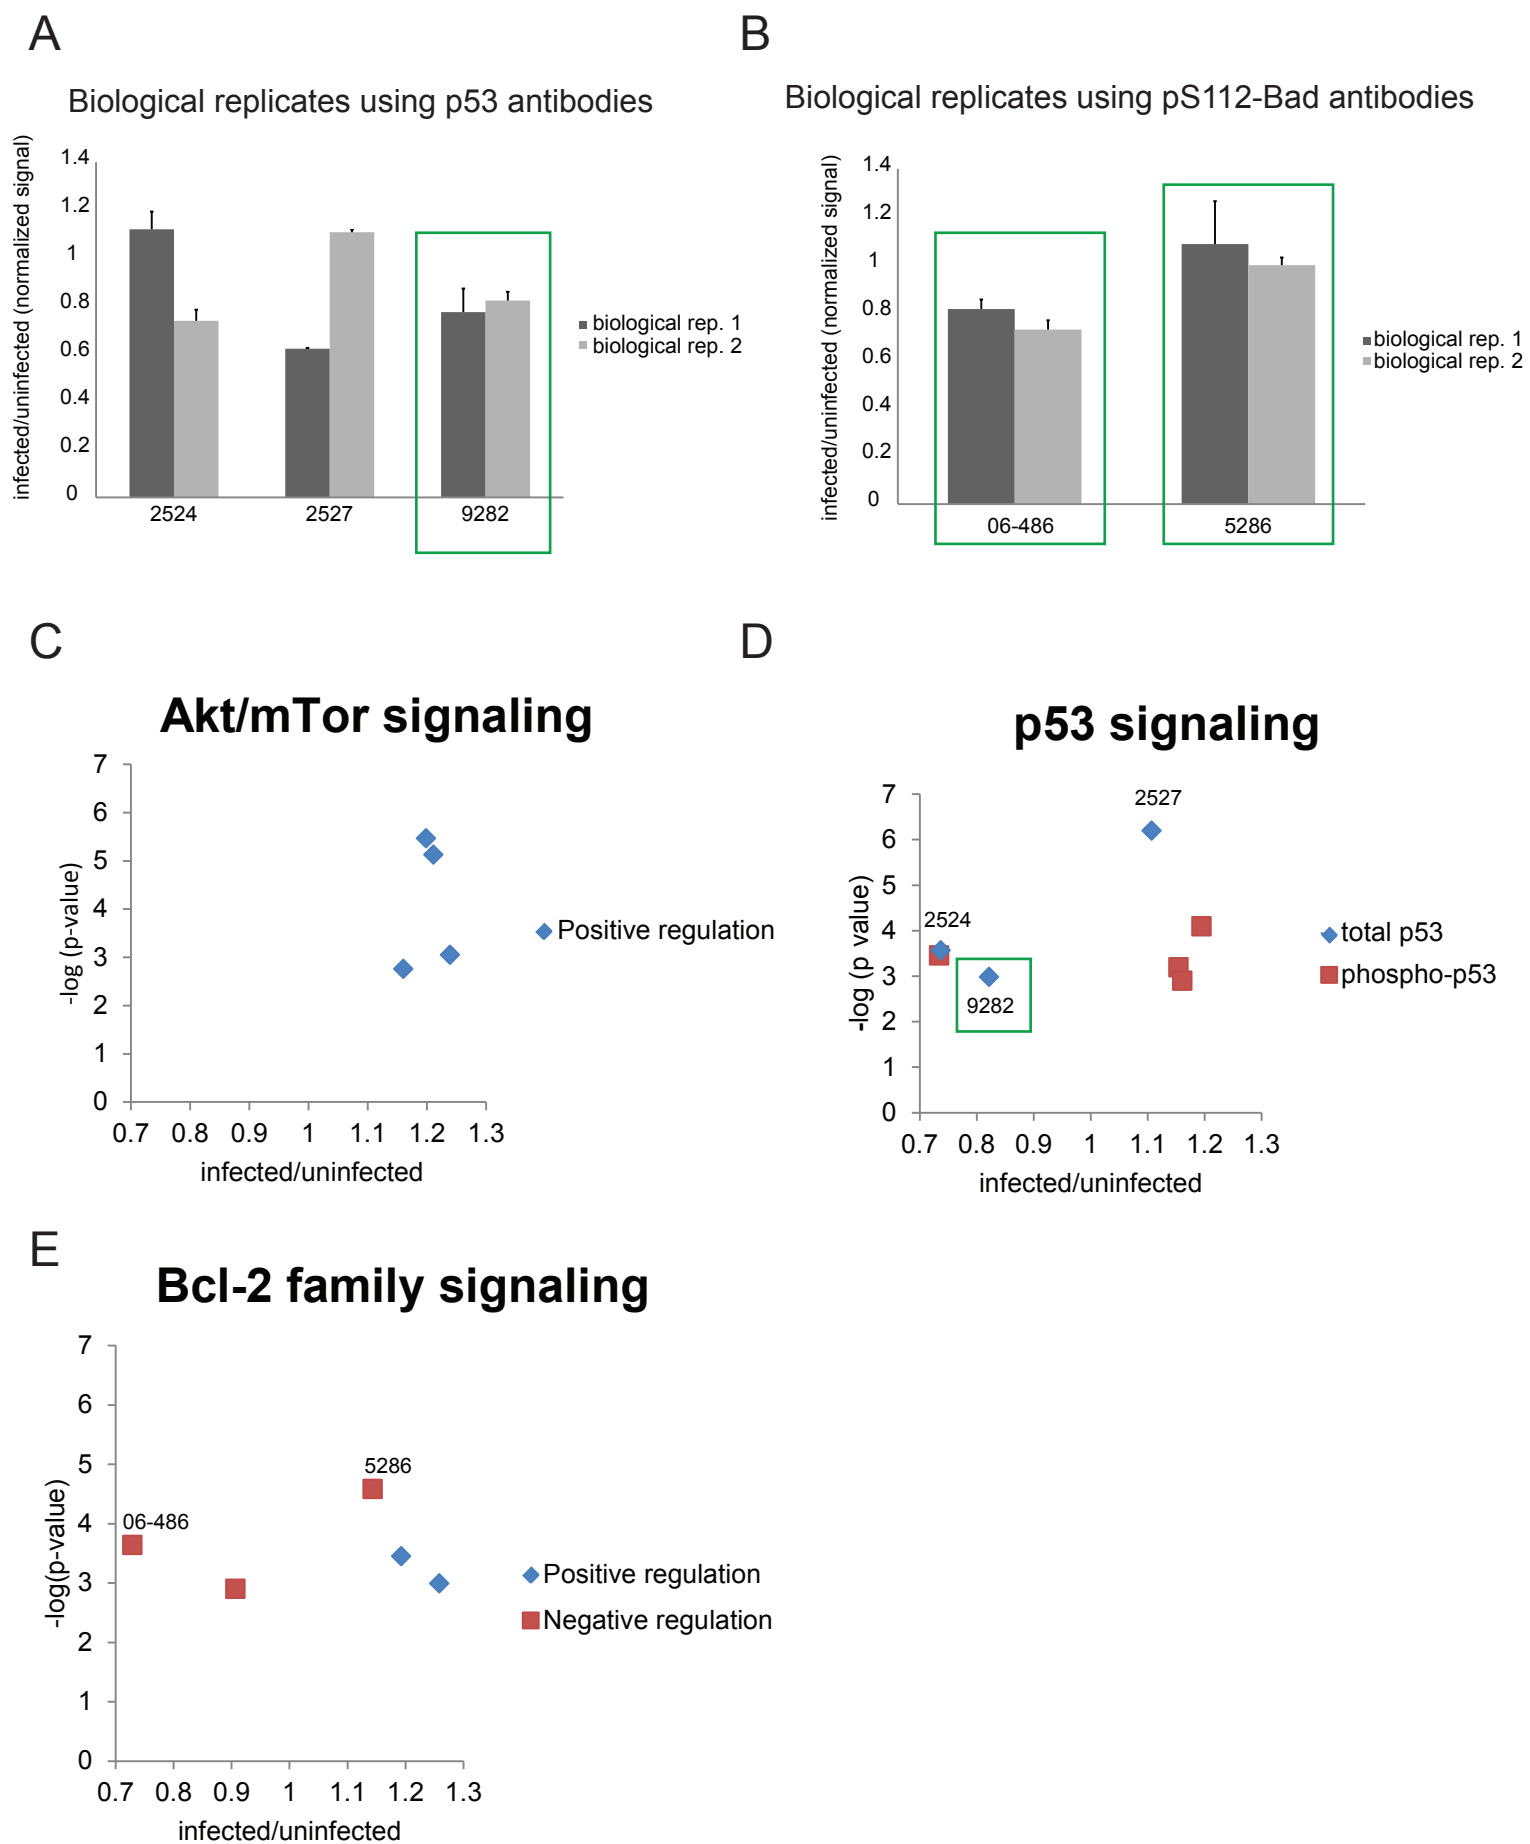 A
Biological replicates using p53 antibodies
infected/uninfected (normalized signal)
1.4
1.2
1
0.8
0.6
0.4
0.2
0
2524
2527
9282
biological rep. 1
biological rep. 2
B
Biological replicates using pS112-Bad antibodies
infected/uninfected (normalized signal)
1.4
1.2
1
0.8
0.6
0.4
0.2
0
06-486
5286
biological rep. 1
biological rep. 2
C
Akt/mTor signaling
-log (p-value)
7
6
5
4
3
2
1
0
0.7 0.8 0.9 1 1.1 1.2 1.3
infected/uninfected
Positive regulation
D
p53 signaling
-log (p value)
7
6
5
4
3
2
1
0
2527
2524
9282
0.7 0.8 0.9 1 1.1 1.2 1.3
infected/uninfected
total p53
phospho-p53
E
Bcl-2 family signaling
-log(p-value)
7
6
5
4
3
2
1
0
5286
06-486
0.7 0.8 0.9 1 1.1 1.2 1.3
infected/uninfected
Positive regulation
Negative regulation